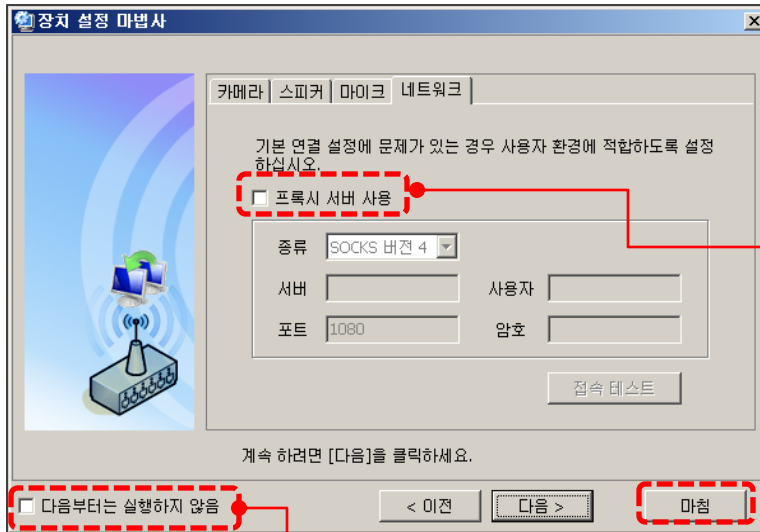 장치 설정 마법사
카메라 스피커 마이크 네트워크
기본 연결 설정에 문제가 있는 경우 사용자 환경에 적합하도록 설정
하십시오.
프록시 서버 사용
종류 SOCKS 버전 4
서버 사용자
포트 1080 암호
접속 테스트
계속 하려면 [다음]을 클릭하세요.
다음부터는 실행하지 않음 < 이전 다음 > 마침